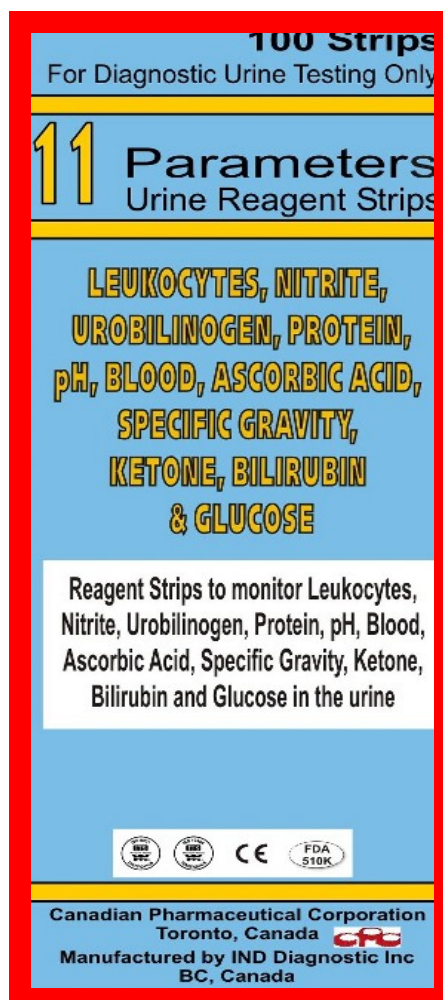 100 Strips
For Diagnostic Urine Testing Only
11 Parameters
Urine Reagent Strips
LEUKOCYTES, NITRITE,
UROBILINOGEN, PROTEIN,
pH, BLOOD, ASCORBIC ACID,
SPECIFIC GRAVITY,
KETONE, BILIRUBIN
& GLUCOSE
Reagent Strips to monitor Leukocytes,
Nitrite, Urobilinogen, Protein, pH, Blood,
Ascorbic Acid, Specific Gravity, Ketone,
Bilirubin and Glucose in the urine
CE FDA
510K
Canadian Pharmaceutical Corporation
Toronto, Canada CPC
Manufactured by IND Diagnostic Inc
BC, Canada